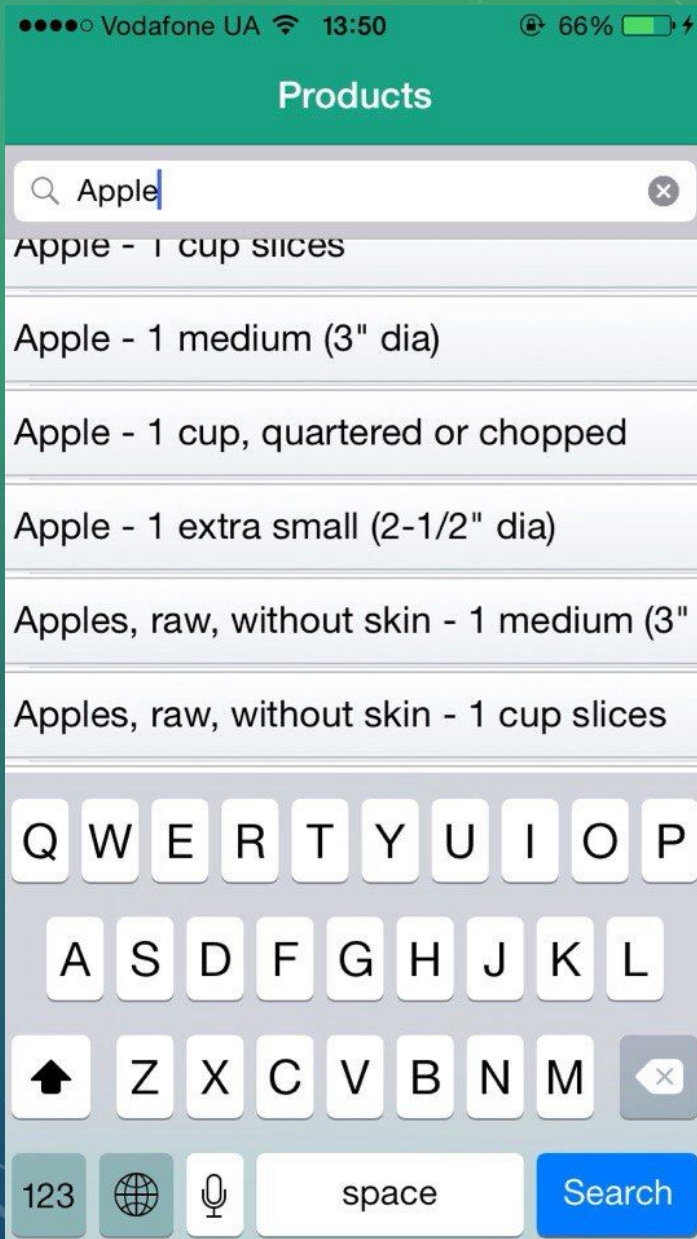 Vodafone UA 13:50 66%
Products
Apple
Apple - 1 cup slices
Apple - 1 medium (3" dia)
Apple - 1 cup, quartered or chopped
Apple - 1 extra small (2-1/2" dia)
Apples, raw, without skin - 1 medium (3"
Apples, raw, without skin - 1 cup slices
Q W E R T Y U I O P
A S D F G H J K L
Z X C V B N M
123 space Search